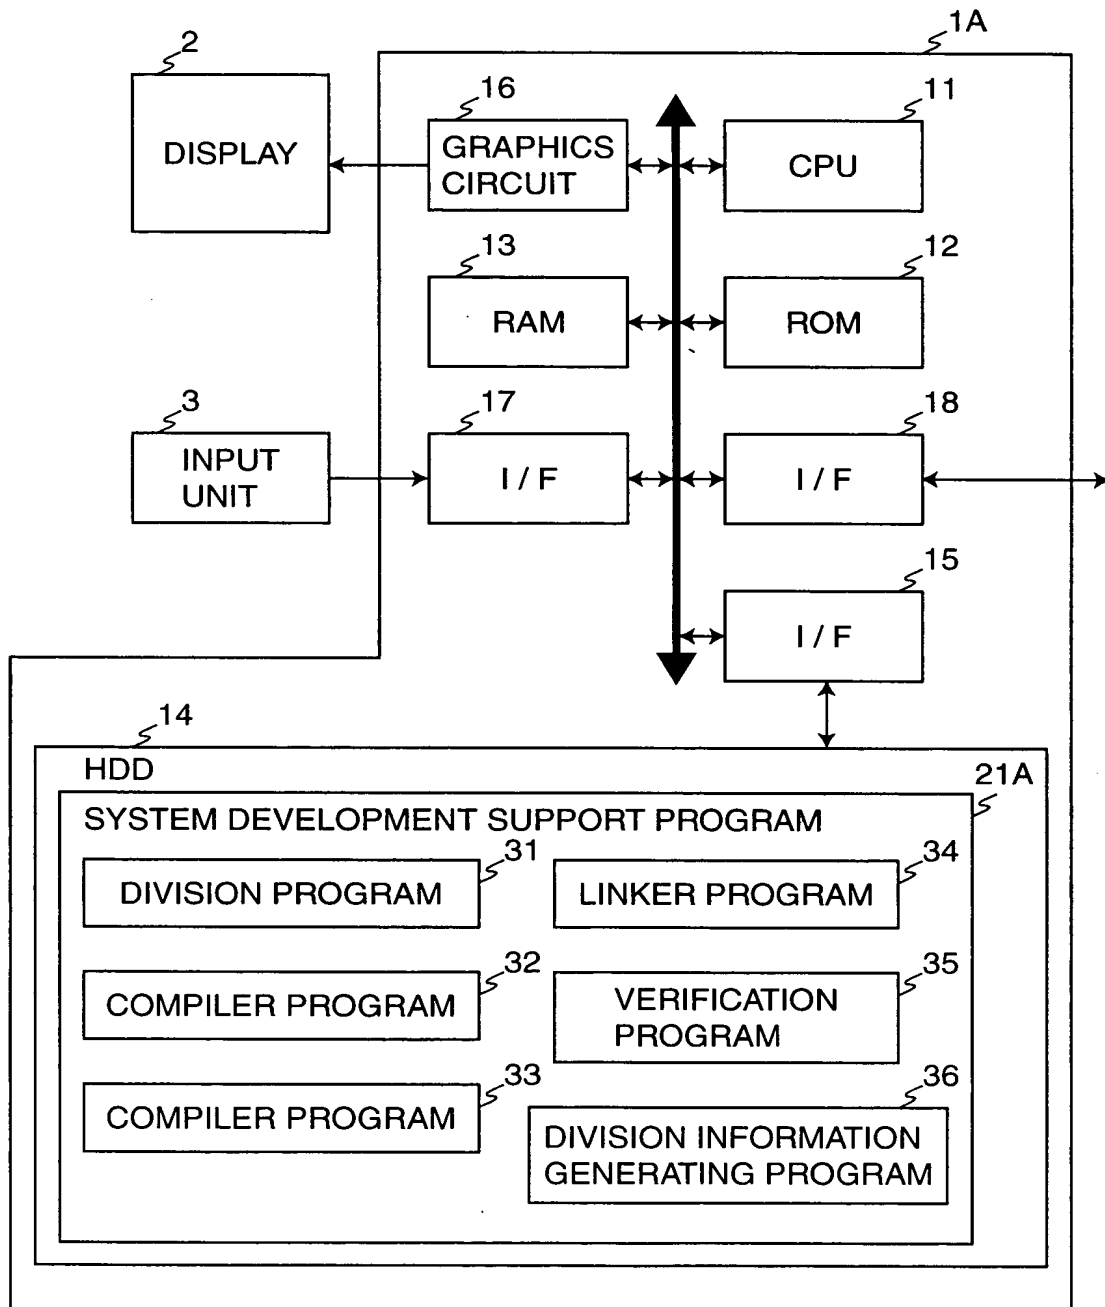 1A
2
16
11
DISPLAY
GRAPHICS
CIRCUIT
CPU
13
12
RAM
ROM
3
17
18
INPUT
UNIT
I / F
I / F
15
I / F
14
HDD
21A
SYSTEM DEVELOPMENT SUPPORT PROGRAM
31
34
DIVISION PROGRAM
LINKER PROGRAM
32
35
COMPILER PROGRAM
VERIFICATION
PROGRAM
33
36
COMPILER PROGRAM
DIVISION INFORMATION
GENERATING PROGRAM